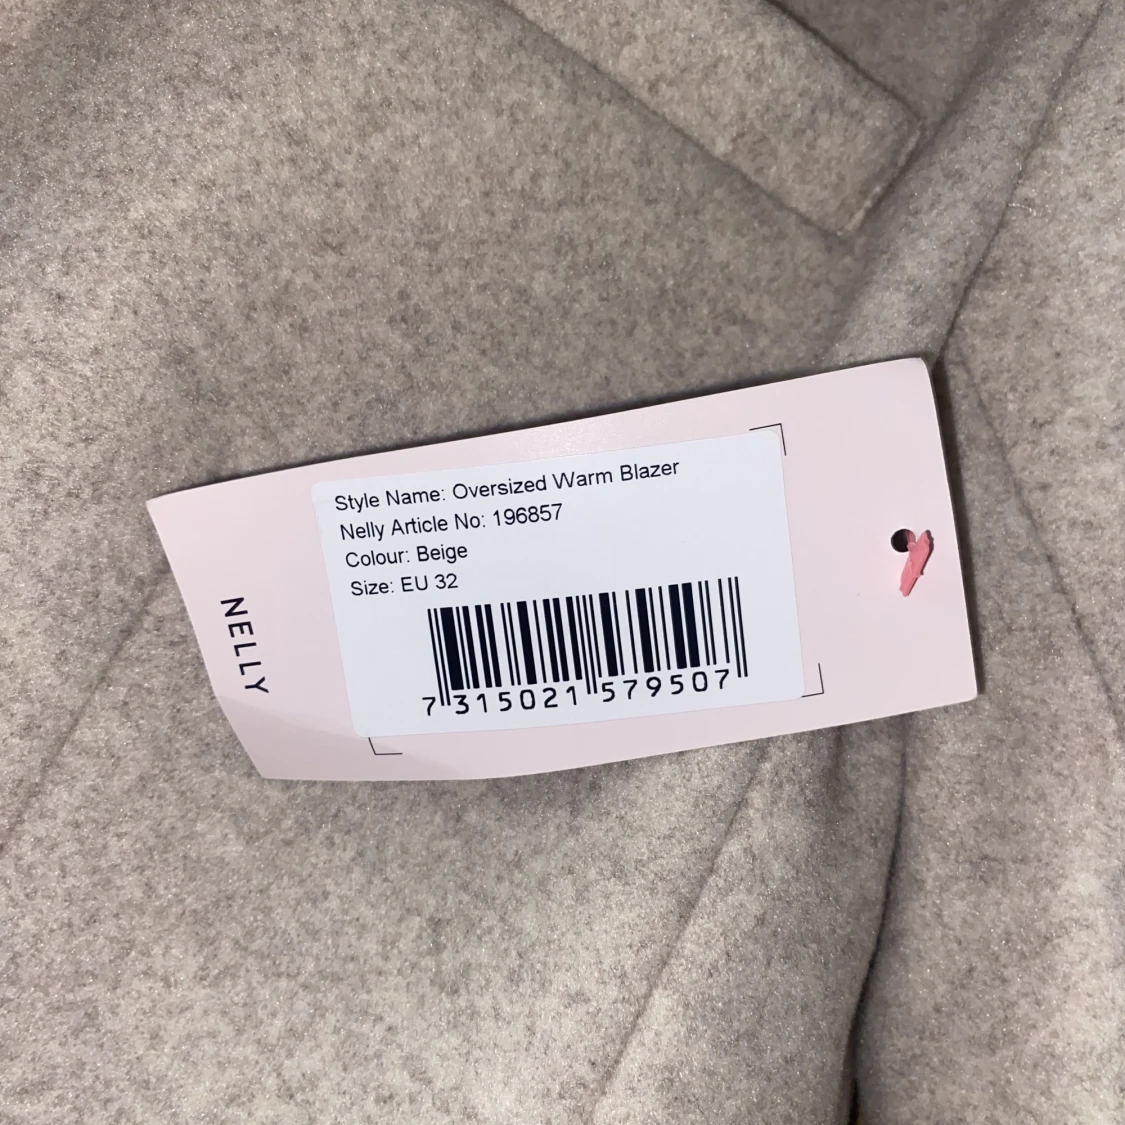 Style Name: Oversized Warm Blazer
Nelly Article No: 196857
Colour: Beige
Size: EU 32
7 315021 579507
NELLY